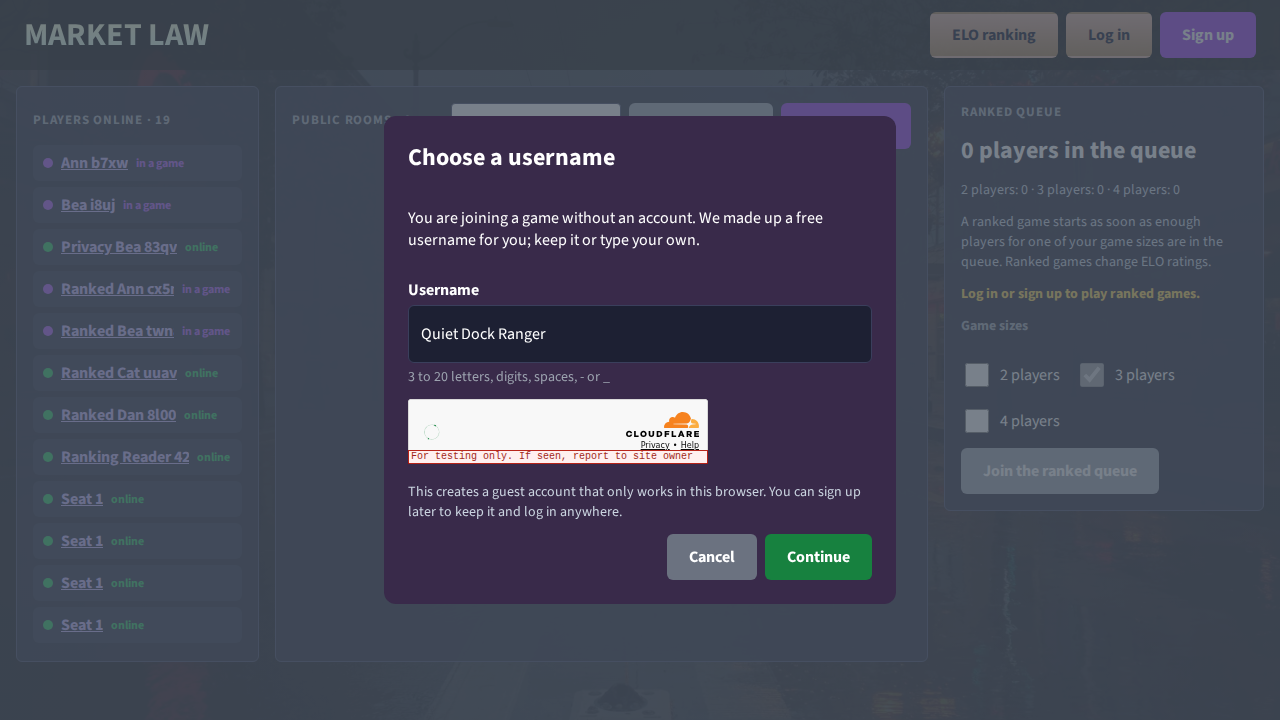 MARKET LAW
ELO ranking
Log in
Sign up
PLAYERS ONLINE · 19
Ann b7xw in a game
Bea i8uj in a game
Privacy Bea 83qv online
Ranked Ann cx5 in a game
Ranked Bea twn in a game
Ranked Cat uuav online
Ranked Dan 8l00 online
Ranking Reader 42 online
Seat 1 online
Seat 1 online
Seat 1 online
Seat 1 online
PUBLIC ROOMS
Choose a username
You are joining a game without an account. We made up a free
username for you; keep it or type your own.
Username
Quiet Dock Ranger
3 to 20 letters, digits, spaces, - or _
CLOUDFLARE
Privacy • Help
For testing only. If seen, report to site owner
This creates a guest account that only works in this browser. You can sign up
later to keep it and log in anywhere.
Cancel
Continue
RANKED QUEUE
0 players in the queue
2 players: 0 · 3 players: 0 · 4 players: 0
A ranked game starts as soon as enough
players for one of your game sizes are in the
queue. Ranked games change ELO ratings.
Log in or sign up to play ranked games.
Game sizes
2 players
3 players
4 players
Join the ranked queue